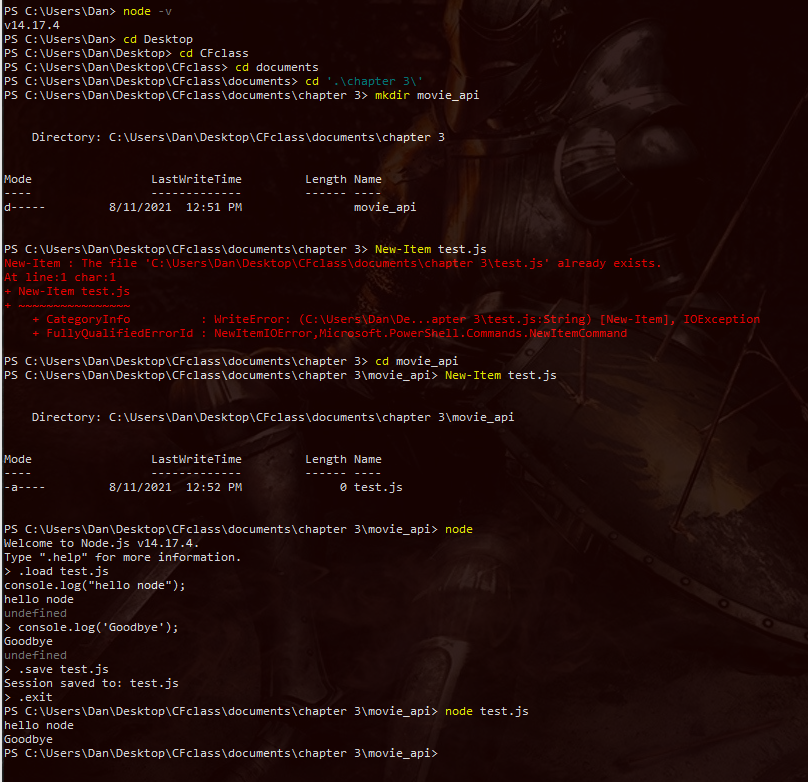 PS C:\Users\Dan> node -v
v14.17.4
PS C:\Users\Dan> cd Desktop
PS C:\Users\Dan\Desktop> cd CFclass
PS C:\Users\Dan\Desktop\CFclass> cd documents
PS C:\Users\Dan\Desktop\CFclass\documents> cd '.\chapter 3\'
PS C:\Users\Dan\Desktop\CFclass\documents\chapter 3> mkdir movie_api
    Directory: C:\Users\Dan\Desktop\CFclass\documents\chapter 3
Mode                 LastWriteTime         Length Name
----                 -------------         ------ ----
d-----         8/11/2021  12:51 PM                movie_api
PS C:\Users\Dan\Desktop\CFclass\documents\chapter 3> New-Item test.js
New-Item : The file 'C:\Users\Dan\Desktop\CFclass\documents\chapter 3\test.js' already exists.
At line:1 char:1
+ New-Item test.js
+ ~~~~~~~~~~~~~~~~
    + CategoryInfo          : WriteError: (C:\Users\Dan\De...apter 3\test.js:String) [New-Item], IOException
    + FullyQualifiedErrorId : NewItemIOError,Microsoft.PowerShell.Commands.NewItemCommand
PS C:\Users\Dan\Desktop\CFclass\documents\chapter 3> cd movie_api
PS C:\Users\Dan\Desktop\CFclass\documents\chapter 3\movie_api> New-Item test.js
    Directory: C:\Users\Dan\Desktop\CFclass\documents\chapter 3\movie_api
Mode                 LastWriteTime         Length Name
----                 -------------         ------ ----
-a----         8/11/2021  12:52 PM              0 test.js
PS C:\Users\Dan\Desktop\CFclass\documents\chapter 3\movie_api> node
Welcome to Node.js v14.17.4.
Type ".help" for more information.
> .load test.js
console.log("hello node");
hello node
undefined
> console.log('Goodbye');
Goodbye
undefined
> .save test.js
Session saved to: test.js
> .exit
PS C:\Users\Dan\Desktop\CFclass\documents\chapter 3\movie_api> node test.js
hello node
Goodbye
PS C:\Users\Dan\Desktop\CFclass\documents\chapter 3\movie_api>